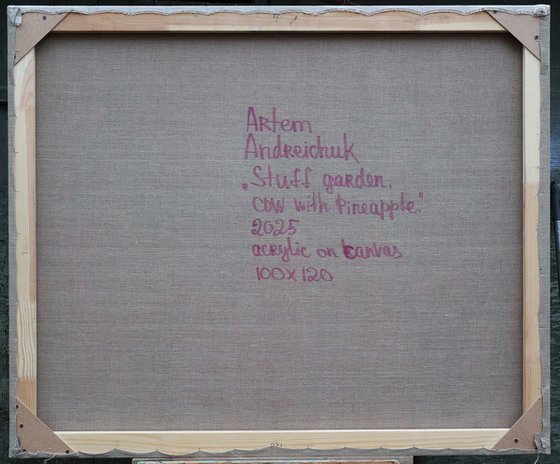 Artem
Andreichuk
„Stuff garden.
cow with Pineapple"
2025
acrylic on canvas
100x120